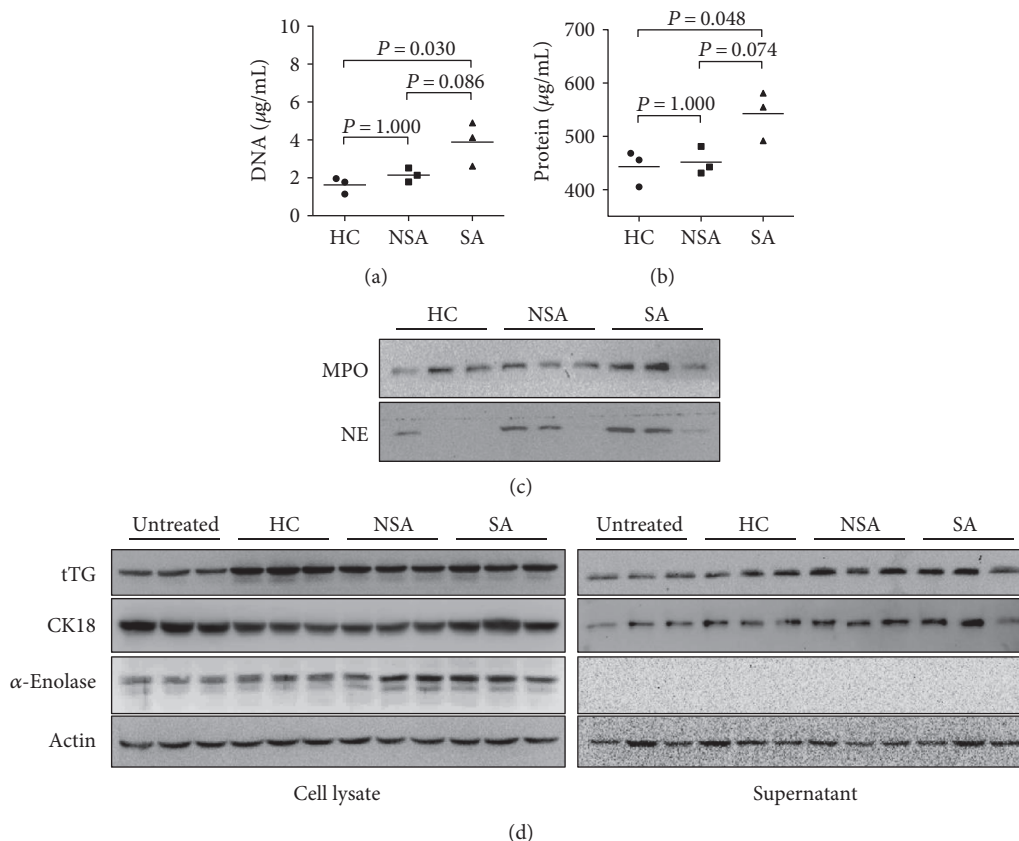 10
8
6
4
2
0
DNA (μg/mL)
P = 0.030
P = 0.086
P = 1.000
HC NSA SA
(a)
700
600
500
400
Protein (μg/mL)
P = 0.048
P = 0.074
P = 1.000
HC NSA SA
(b)
HC NSA SA
MPO
NE
(c)
Untreated HC NSA SA
Untreated HC NSA SA
tTG
CK18
α-Enolase
Actin
Cell lysate
Supernatant
(d)